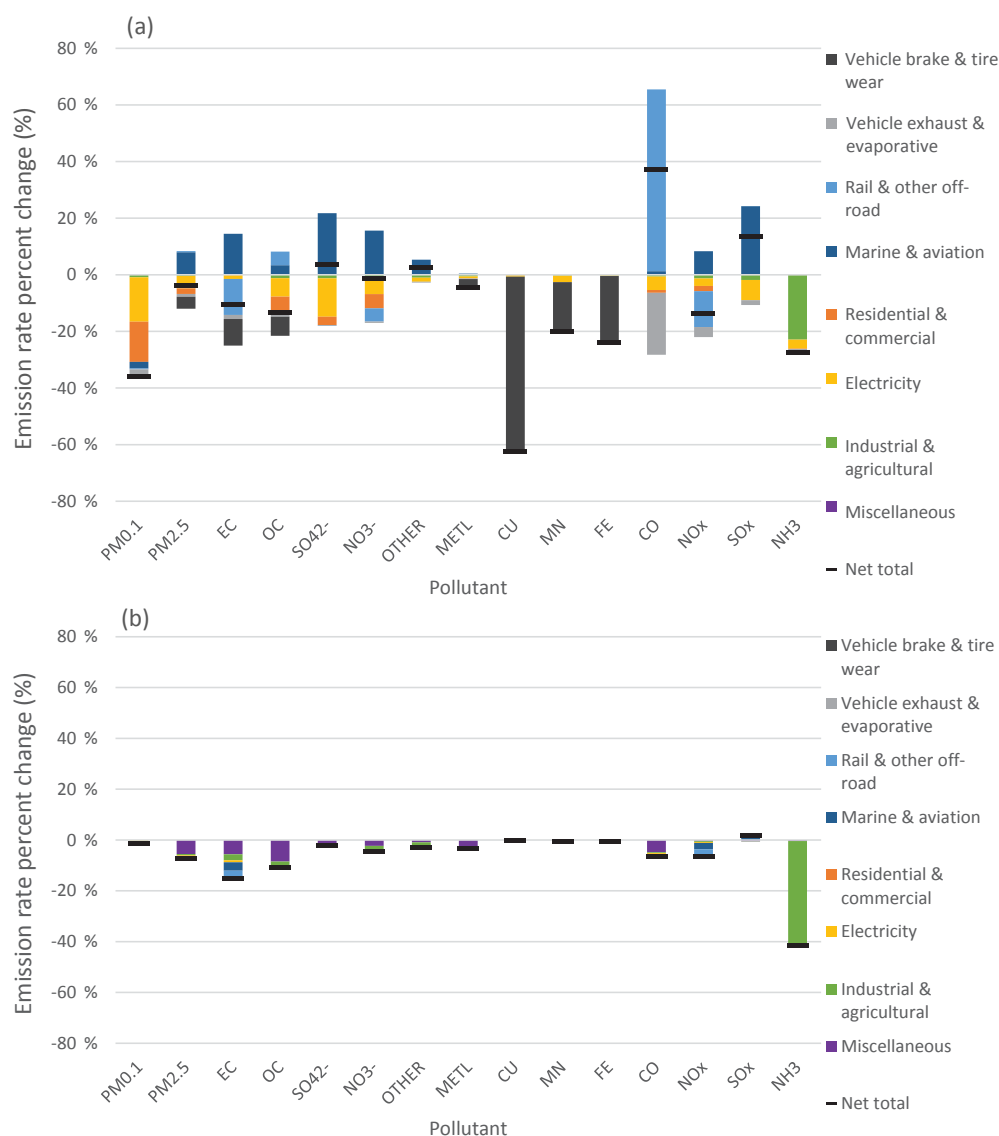 (a)
80 %
60 %
40 %
20 %
0 %
-20 %
-40 %
-60 %
-80 %
Emission rate percent change (%)
PM0.1
PM2.5
EC
OC
SO42-
NO3-
OTHER
METL
CU
MN
FE
CO
NOx
SOx
NH3
Pollutant
Vehicle brake & tire
wear
Vehicle exhaust &
evaporative
Rail & other off-
road
Marine & aviation
Residential &
commercial
Electricity
Industrial &
agricultural
Miscellaneous
Net total
(b)
80 %
60 %
40 %
20 %
0 %
-20 %
-40 %
-60 %
-80 %
Emission rate percent change (%)
PM0.1
PM2.5
EC
OC
SO42-
NO3-
OTHER
METL
CU
MN
FE
CO
NOx
SOx
NH3
Pollutant
Vehicle brake & tire
wear
Vehicle exhaust &
evaporative
Rail & other off-
road
Marine & aviation
Residential &
commercial
Electricity
Industrial &
agricultural
Miscellaneous
Net total